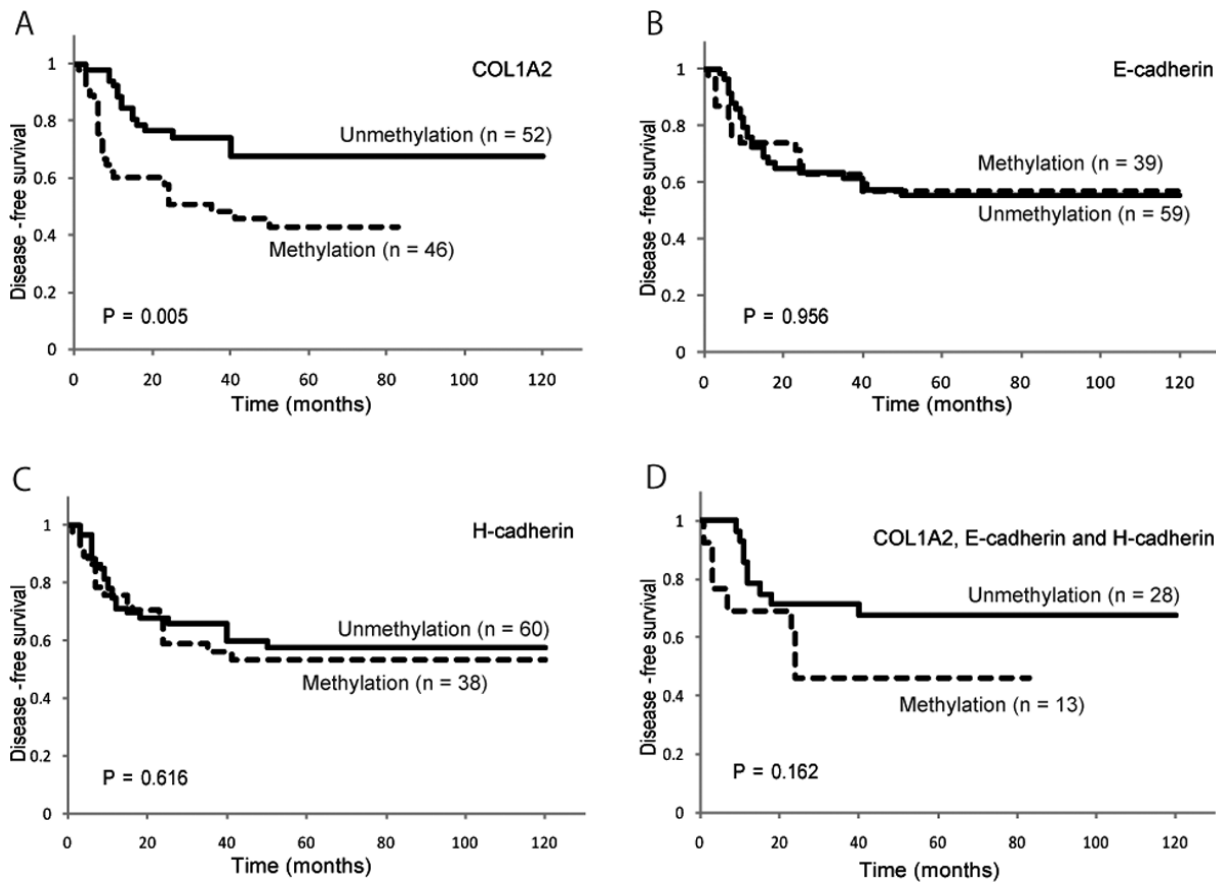 A
COL1A2
Disease -free survival
1
0.8
0.6
0.4
0.2
0
Unmethylation (n = 52)
Methylation (n = 46)
P = 0.005
0 20 40 60 80 100 120
Time (months)
B
E-cadherin
Disease -free survival
1
0.8
0.6
0.4
0.2
0
Methylation (n = 39)
Unmethylation (n = 59)
P = 0.956
0 20 40 60 80 100 120
Time (months)
C
H-cadherin
Disease -free survival
1
0.8
0.6
0.4
0.2
0
Unmethylation (n = 60)
Methylation (n = 38)
P = 0.616
0 20 40 60 80 100 120
Time (months)
D
COL1A2, E-cadherin and H-cadherin
Disease -free survival
1
0.8
0.6
0.4
0.2
0
Unmethylation (n = 28)
Methylation (n = 13)
P = 0.162
0 20 40 60 80 100 120
Time (months)